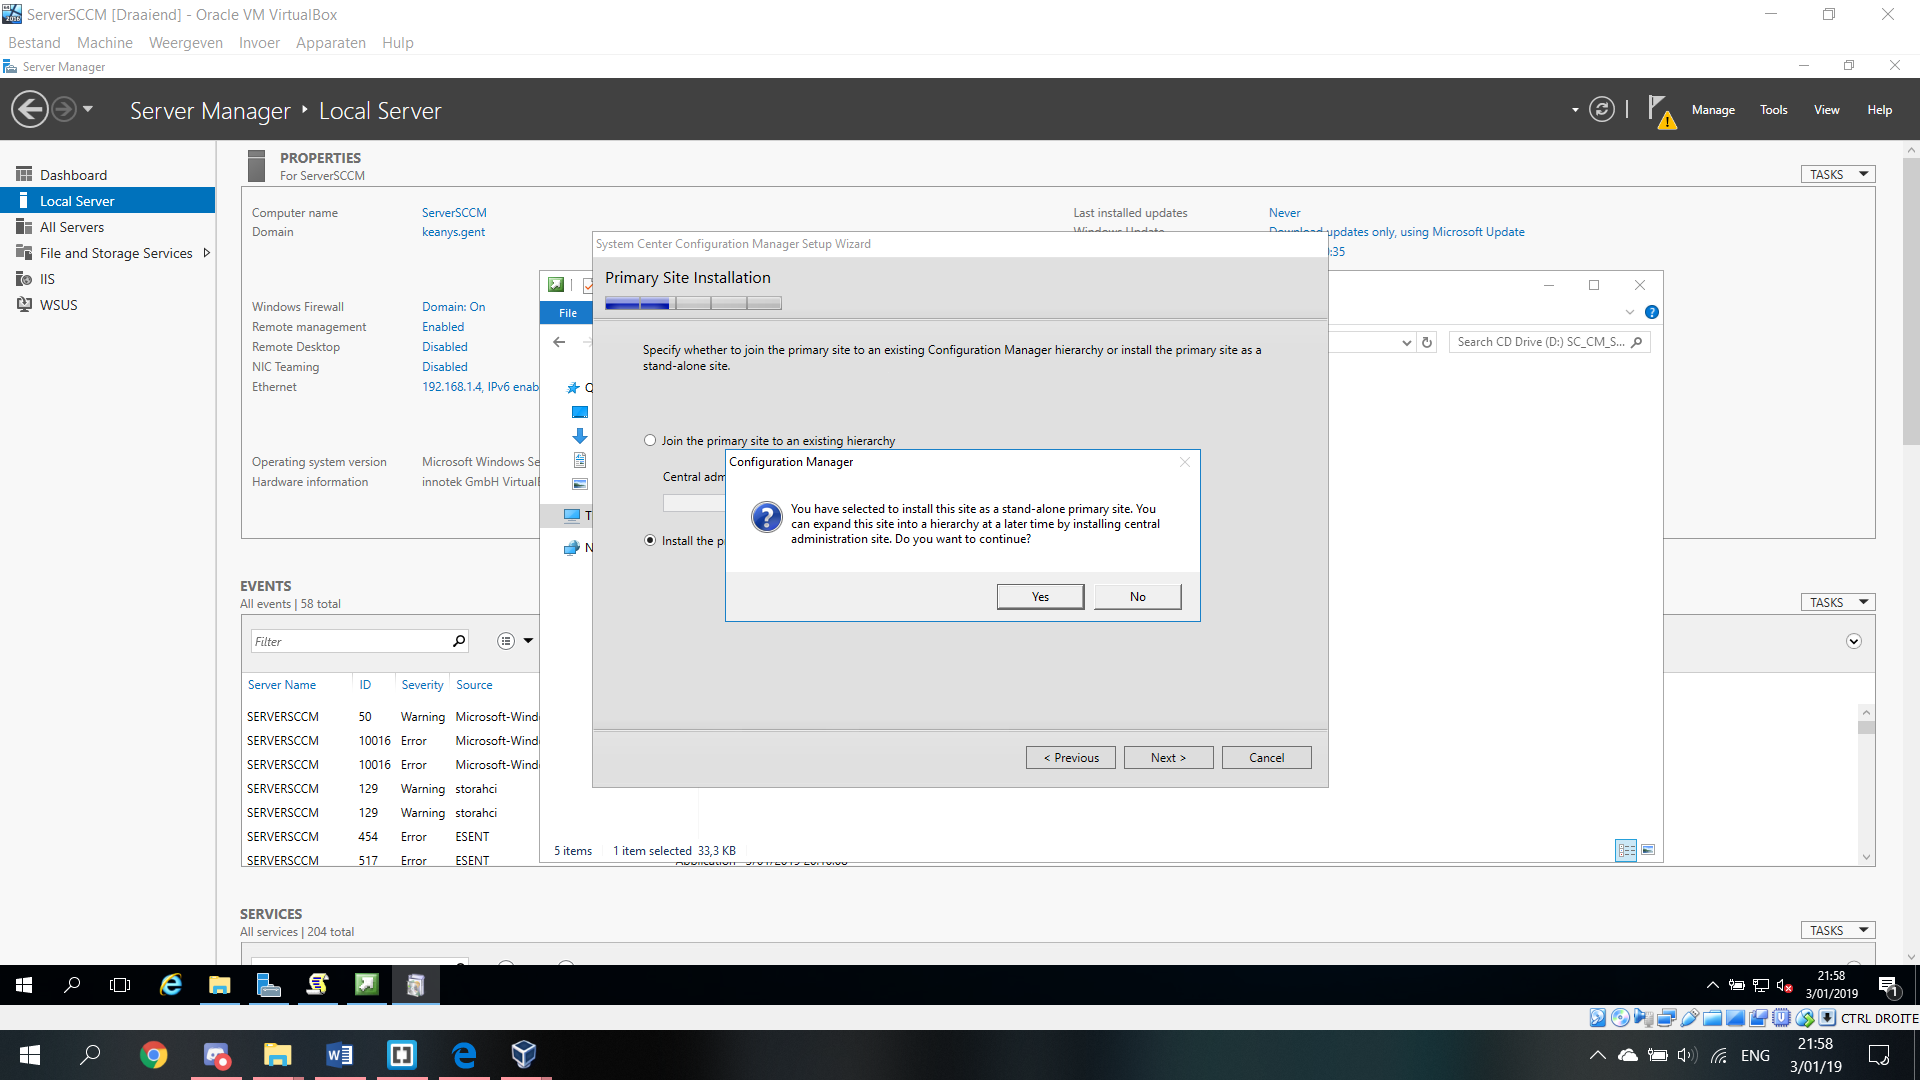 ServerSCCM [Draaiend] - Oracle VM VirtualBox
Bestand Machine Weergeven Invoer Apparaten Hulp
Server Manager
Server Manager Local Server
Manage Tools View Help
Dashboard
Local Server
All Servers
File and Storage Services
IIS
WSUS
PROPERTIES
For ServerSCCM
TASKS
Computer name ServerSCCM
Domain keanys.gent
Last installed updates Never
Windows Update Download updates only, using Microsoft Update
:35
Windows Firewall Domain: On
Remote management Enabled
Remote Desktop Disabled
NIC Teaming Disabled
Ethernet 192.168.1.4, IPv6 enab
Operating system version Microsoft Windows Se
Hardware information innotek GmbH Virtual
File
Search CD Drive (D:) SC_CM_S...
System Center Configuration Manager Setup Wizard
Primary Site Installation
Specify whether to join the primary site to an existing Configuration Manager hierarchy or install the primary site as a
stand-alone site.
Join the primary site to an existing hierarchy
Central adm
Install the p
Configuration Manager
You have selected to install this site as a stand-alone primary site. You
can expand this site into a hierarchy at a later time by installing central
administration site. Do you want to continue?
Yes No
< Previous Next > Cancel
5 items 1 item selected 33,3 KB
EVENTS
All events | 58 total
TASKS
Filter
Server Name ID Severity Source
SERVERSCCM 50 Warning Microsoft-Wind
SERVERSCCM 10016 Error Microsoft-Wind
SERVERSCCM 10016 Error Microsoft-Wind
SERVERSCCM 129 Warning storahci
SERVERSCCM 129 Warning storahci
SERVERSCCM 454 Error ESENT
SERVERSCCM 517 Error ESENT
SERVICES
All services | 204 total
TASKS
21:58
3/01/2019
1
CTRL DROITE
ENG
21:58
3/01/19